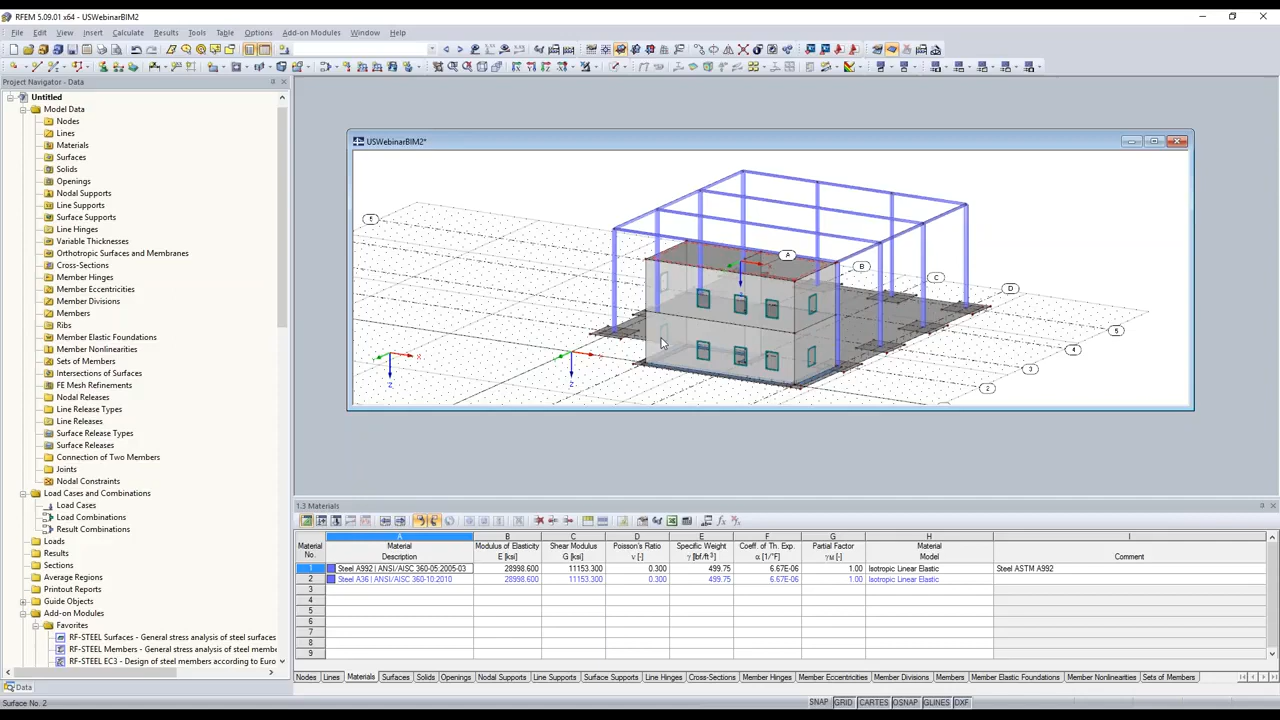 RFEM 5.09.01 x64 - USWebinarBIM2
File Edit View Insert Calculate Results Tools Table Options Add-on Modules Window Help
Project Navigator - Data
Untitled
Model Data
Nodes
Lines
Materials
Surfaces
Solids
Openings
Nodal Supports
Line Supports
Surface Supports
Line Hinges
Variable Thicknesses
Orthotropic Surfaces and Membranes
Cross-Sections
Member Hinges
Member Eccentricities
Member Divisions
Members
Ribs
Member Elastic Foundations
Member Nonlinearities
Sets of Members
Intersections of Surfaces
FE Mesh Refinements
Nodal Releases
Line Release Types
Line Releases
Surface Release Types
Surface Releases
Connection of Two Members
Joints
Nodal Constraints
Load Cases and Combinations
Load Cases
Load Combinations
Result Combinations
Loads
Results
Sections
Average Regions
Printout Reports
Guide Objects
Add-on Modules
Favorites
RF-STEEL Surfaces - General stress analysis of steel surfaces
RF-STEEL Members - General stress analysis of steel membe
RF-STEEL EC3 - Design of steel members according to Euro
Data
USWebinarBIM2*
E
A
B
C
D
6
4
3
2
X
Z
Z
1.3 Materials
A B C D E F G H I
Material No.
Material Description
Modulus of Elasticity E [ksi]
Shear Modulus G [ksi]
Poisson's Ratio ν [-]
Specific Weight γ [lbf/ft³]
Coeff. of Th. Exp. α [1/°F]
Partial Factor γM [-]
Material Model
Comment
1 Steel A992 | ANSI/AISC 360-05:2005-03 28998.600 11153.300 0.300 499.75 6.67E-06 1.00 Isotropic Linear Elastic Steel ASTM A992
2 Steel A36 | ANSI/AISC 360-10:2010 28998.600 11153.300 0.300 499.75 6.67E-06 1.00 Isotropic Linear Elastic
3
4
5
6
7
8
9
Nodes Lines Materials Surfaces Solids Openings Nodal Supports Line Supports Surface Supports Line Hinges Cross-Sections Member Hinges Member Eccentricities Member Divisions Members Member Elastic Foundations Member Nonlinearities Sets of Members
Surface No. 2
SNAP GRID CARTES OSNAP GLINES DXF